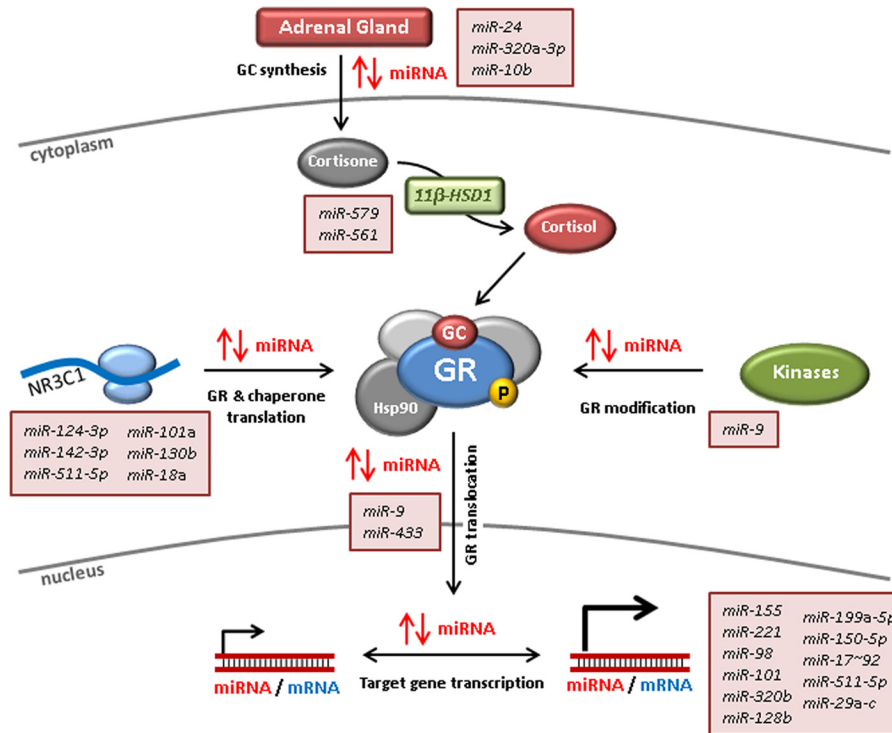 Adrenal Gland
miR-24
miR-320a-3p
miR-10b
GC synthesis
miRNA
cytoplasm
Cortisone
11β-HSD1
miR-579
miR-561
Cortisol
GC
GR
P
Hsp90
NR3C1
miRNA
GR & chaperone
translation
miR-124-3p miR-101a
miR-142-3p miR-130b
miR-511-5p miR-18a
miRNA
GR modification
Kinases
miR-9
miRNA
miR-9
miR-433
GR translocation
nucleus
miRNA
Target gene transcription
miRNA / mRNA
miRNA / mRNA
miR-155
miR-221
miR-98
miR-101
miR-320b
miR-128b
miR-199a-5p
miR-150-5p
miR-17~92
miR-511-5p
miR-29a-c